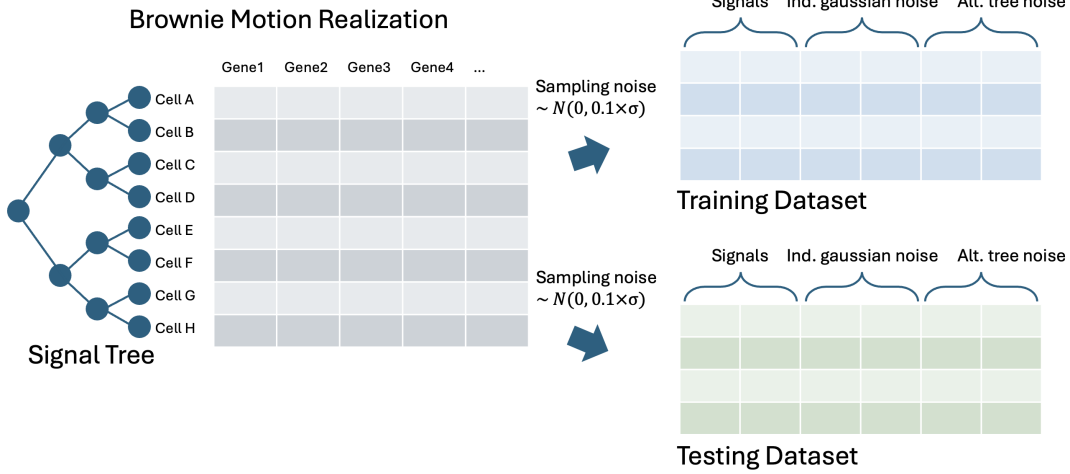 Brownie Motion Realization
Gene1 Gene2 Gene3 Gene4 ...
Cell A
Cell B
Cell C
Cell D
Cell E
Cell F
Cell G
Cell H
Signal Tree
Sampling noise
~ N(0, 0.1×σ)
Sampling noise
~ N(0, 0.1×σ)
Signals Ind. gaussian noise Alt. tree noise
Training Dataset
Signals Ind. gaussian noise Alt. tree noise
Testing Dataset